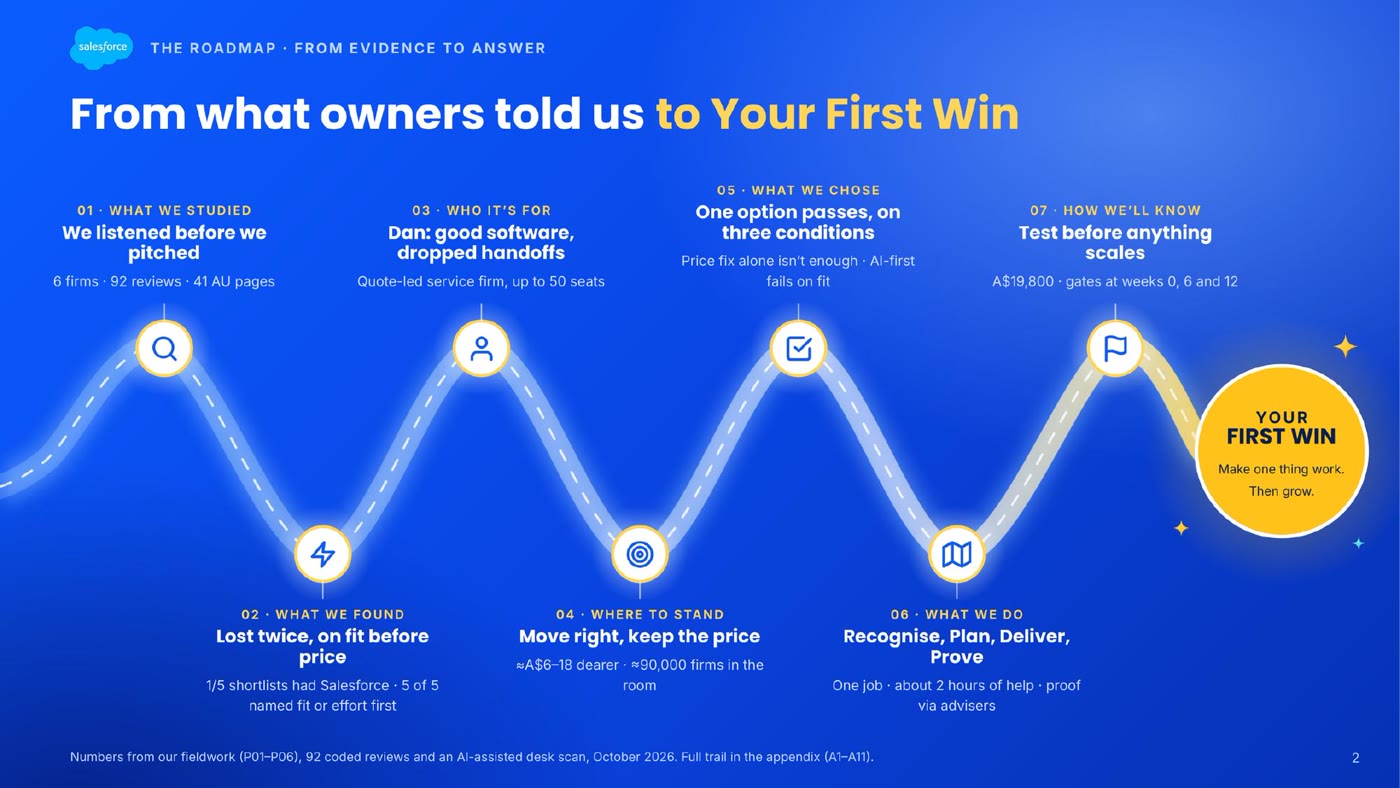 salesforce
THE ROADMAP · FROM EVIDENCE TO ANSWER
From what owners told us to Your First Win
01 · WHAT WE STUDIED
We listened before we
pitched
6 firms · 92 reviews · 41 AU pages
03 · WHO IT’S FOR
Dan: good software,
dropped handoffs
Quote-led service firm, up to 50 seats
05 · WHAT WE CHOSE
One option passes, on
three conditions
Price fix alone isn’t enough · AI-first
fails on fit
07 · HOW WE’LL KNOW
Test before anything
scales
A$19,800 · gates at weeks 0, 6 and 12
YOUR
FIRST WIN
Make one thing work.
Then grow.
02 · WHAT WE FOUND
Lost twice, on fit before
price
1/5 shortlists had Salesforce · 5 of 5
named fit or effort first
04 · WHERE TO STAND
Move right, keep the price
≈A$6–18 dearer · ≈90,000 firms in the
room
06 · WHAT WE DO
Recognise, Plan, Deliver,
Prove
One job · about 2 hours of help · proof
via advisers
Numbers from our fieldwork (P01–P06), 92 coded reviews and an AI-assisted desk scan, October 2026. Full trail in the appendix (A1–A11).
2